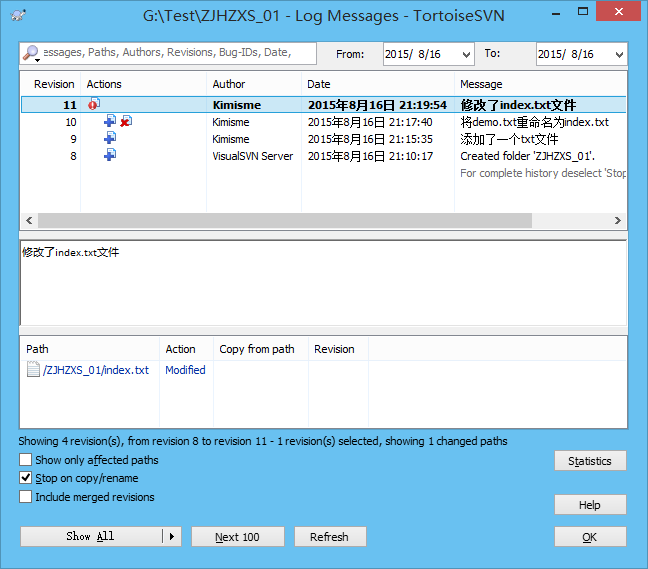 G:\Test\ZJHZXS_01 - Log Messages - TortoiseSVN
essages, Paths, Authors, Revisions, Bug-IDs, Date, From: 2015/ 8/16 To: 2015/ 8/16
Revision Actions Author Date Message
11 Kimisme 2015年8月16日 21:19:54 修改了index.txt文件
10 Kimisme 2015年8月16日 21:17:40 将demo.txt重命名为index.txt
9 Kimisme 2015年8月16日 21:15:35 添加了一个txt文件
8 VisualSVN Server 2015年8月16日 21:10:17 Created folder 'ZJHZXS_01'.
For complete history deselect 'Stop
修改了index.txt文件
Path Action Copy from path Revision
/ZJHZXS_01/index.txt Modified
Showing 4 revision(s), from revision 8 to revision 11 - 1 revision(s) selected, showing 1 changed paths
Show only affected paths
Statistics
Stop on copy/rename
Include merged revisions
Help
Show All Next 100 Refresh OK